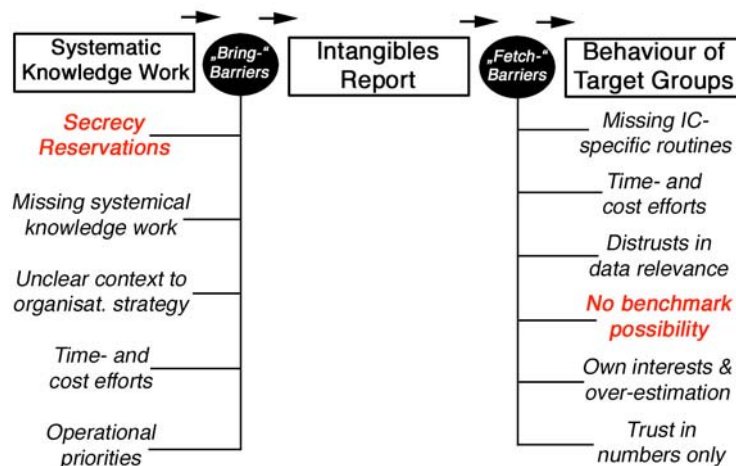 Systematic
Knowledge Work
„Bring-“
Barriers
Intangibles
Report
„Fetch-“
Barriers
Behaviour of
Target Groups
Secrecy
Reservations
Missing systemical
knowledge work
Unclear context to
organisat. strategy
Time- and
cost efforts
Operational
priorities
Missing IC-
specific routines
Time- and
cost efforts
Distrusts in
data relevance
No benchmark
possibility
Own interests &
over-estimation
Trust in
numbers only